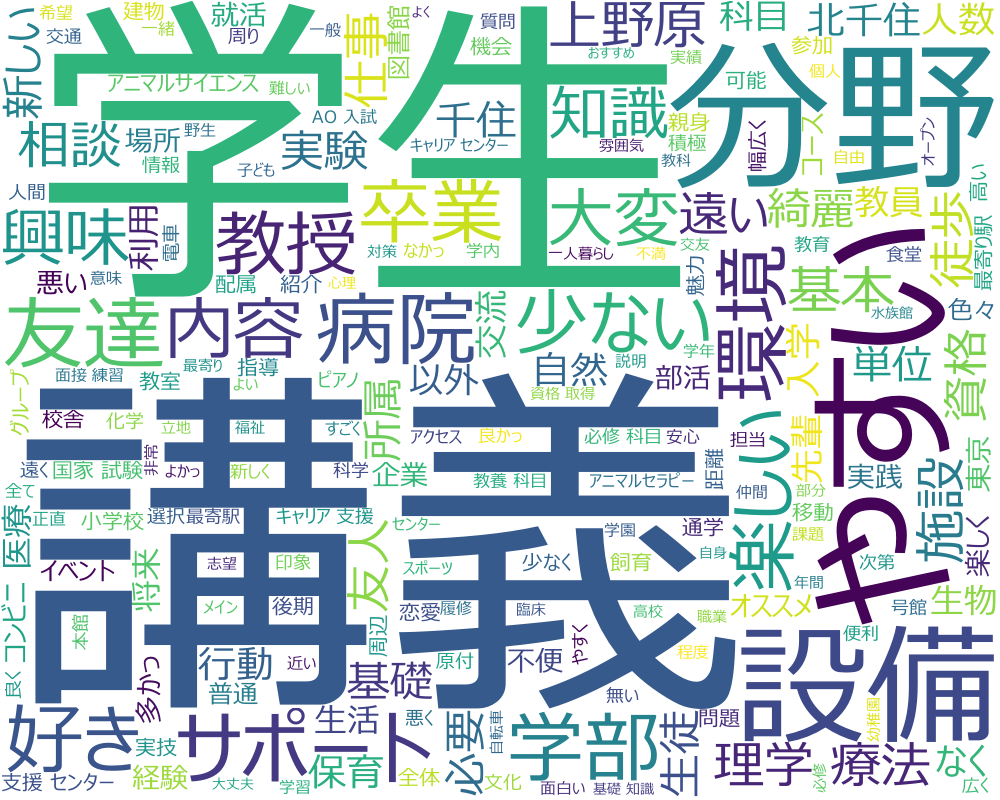 希望
建物
就活
学生
分野
上野原
科目
北千住
人数
交通
一緒
周り
一般
よく
質問
機会
おすすめ
実績
参加
個人
可能
新しい
アニマルサイエンス
難しい
仕事
図書館
AO 入試
千住
知識
親身
積極
幅広く
コース
自由
オープン
相談
場所
野生
情報
実験
キャリア センター
雰囲気
教科
高い
人間
子ども
卒業
大変
遠い
綺麗
教員
徒歩
最寄り駅
興味
利用
電車
教授
対策
なかっ
学内
一人暮らし
不満
交友
教育
食堂
悪い
意味
配属
紹介
心理
魅力
環境
基本
水族館
色々
友達
内容
病院
交流
少ない
やすい
入学
単位
資格
面接 練習
最寄り
教室
指導
よい
ピアノ
以外
自然
説明
学年
部活
グループ
校舎
化学
立地
福祉
すごく
所属
資格 取得
講義
アクセス
良かっ
必修 科目
安心
担当
先輩
東京
遠く
国家 試験
非常
よかっ
新しく
科学
企業
教養 科目
アニマルセラピー
距離
仲間
楽しい
実践
部分
施設
全て
正直
小学校
選択最寄駅
キャリア 支援
センター
学園
通学
移動
課題
楽しく
医療
コンビニ
イベント
将来
志望
印象
友人
スポーツ
少なく
飼育
自身
年間
次第
本館
メイン
後期
恋愛
履修
臨床
高校
職業
オススメ
号館
生物
良く
多かっ
行動
近い
周辺
原付
不便
やすく
程度
便利
設備
普通
基礎
無い
好き
サポート
生活
悪く
必要
自転車
学部
生徒
問題
幼稚園
理学
療法
なく
実技
支援 センター
経験
大丈夫
学習
保育
全体
文化
面白い
基礎 知識
必修
広く